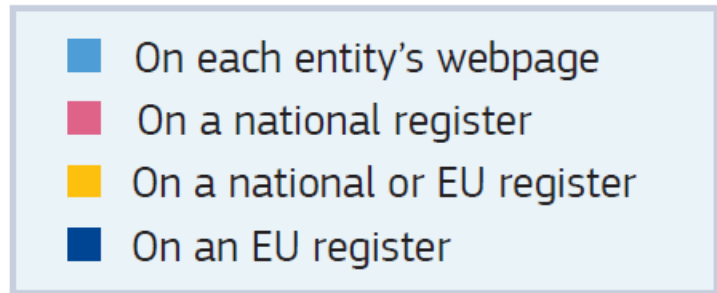 On each entity's webpage
On a national register
On a national or EU register
On an EU register